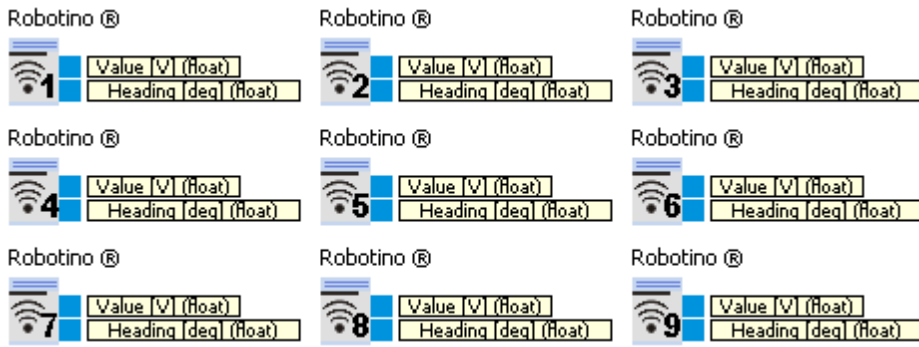 Robotino ® Robotino ® Robotino ®
1 Value [V] (float) 2 Value [V] (float) 3 Value [V] (float)
Heading [deg] (float) Heading [deg] (float) Heading [deg] (float)
Robotino ® Robotino ® Robotino ®
4 Value [V] (float) 5 Value [V] (float) 6 Value [V] (float)
Heading [deg] (float) Heading [deg] (float) Heading [deg] (float)
Robotino ® Robotino ® Robotino ®
7 Value [V] (float) 8 Value [V] (float) 9 Value [V] (float)
Heading [deg] (float) Heading [deg] (float) Heading [deg] (float)